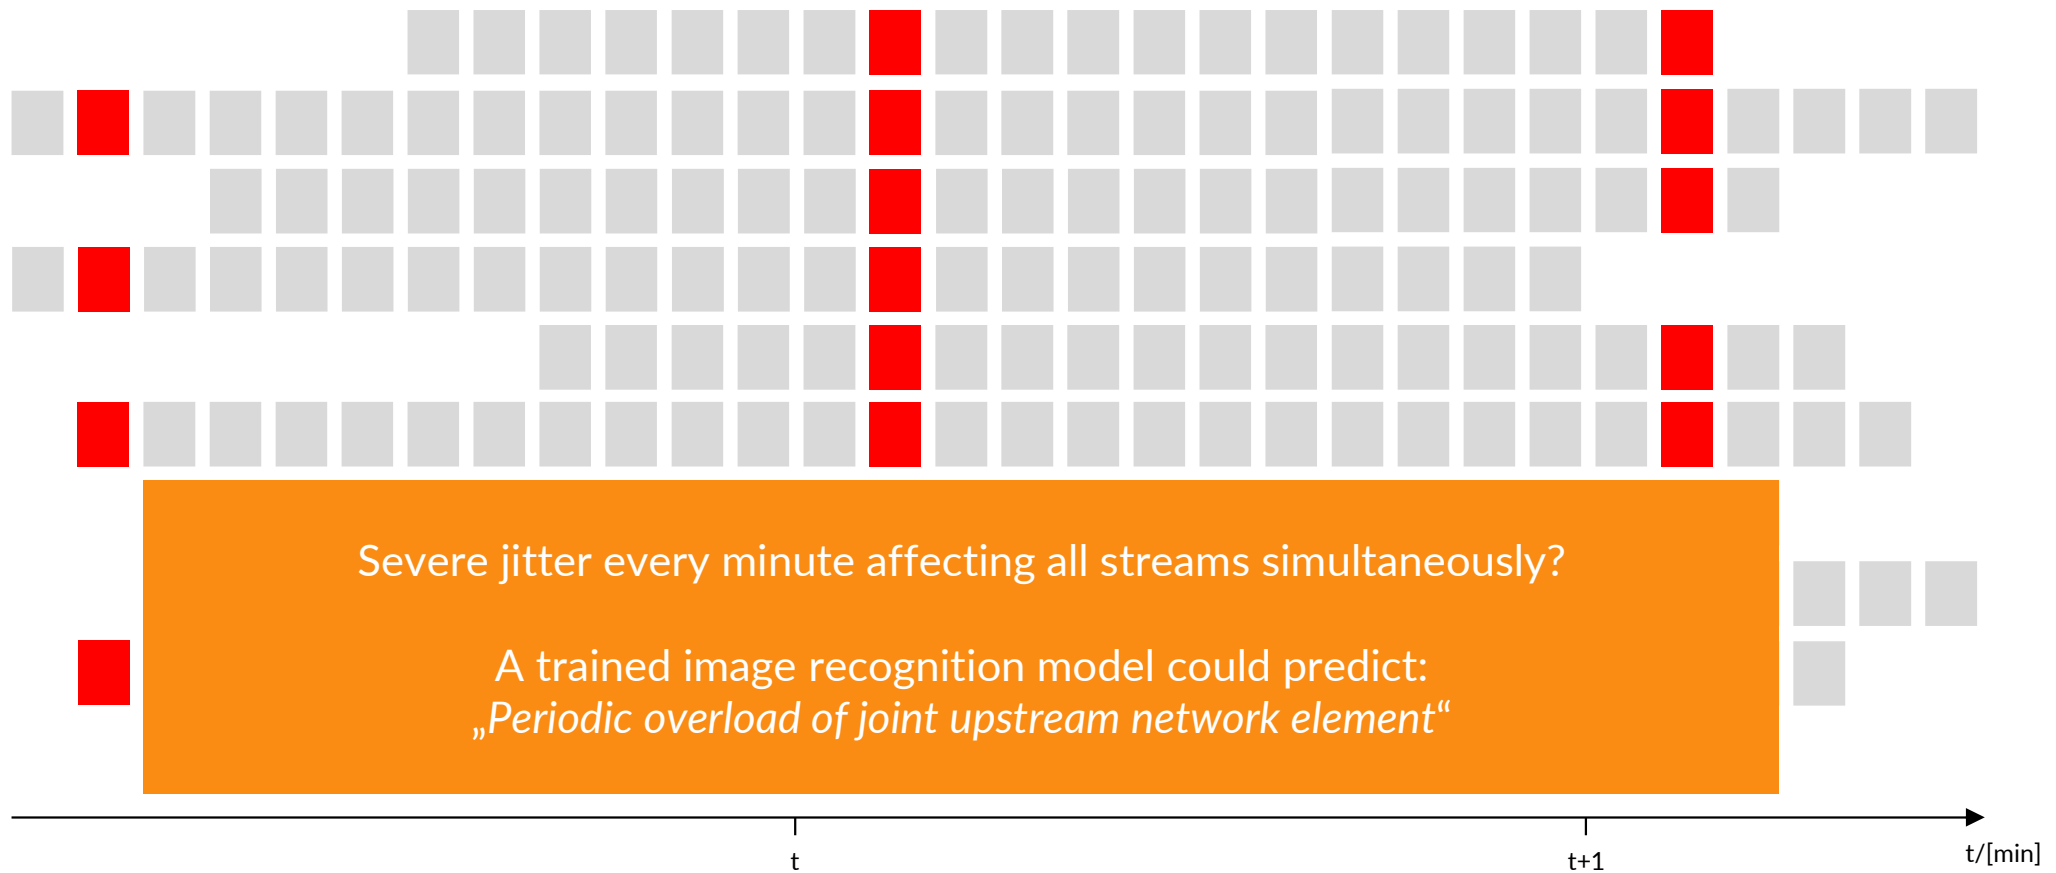 Severe jitter every minute affecting all streams simultaneously?
A trained image recognition model could predict:
„Periodic overload of joint upstream network element“
t
t+1
t/[min]